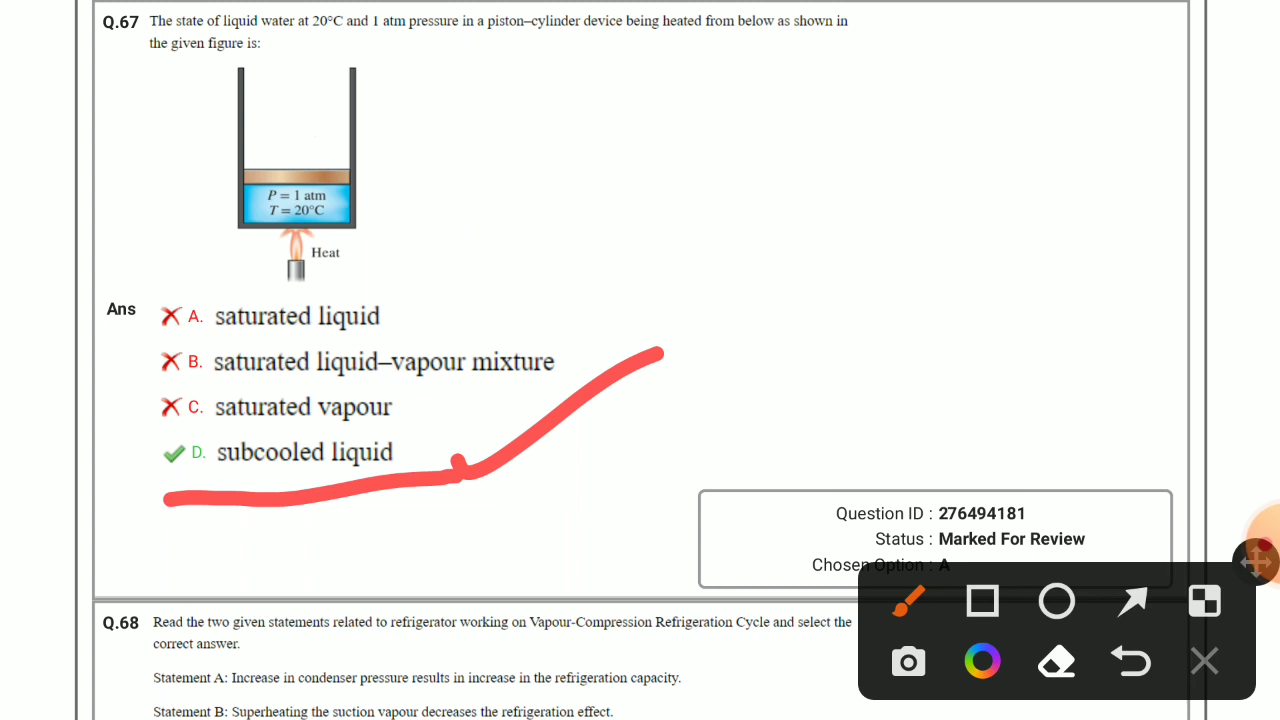 Q.67 The state of liquid water at 20°C and 1 atm pressure in a piston–cylinder device being heated from below as shown in
the given figure is:
P = 1 atm
T = 20°C
Heat
Ans
A. saturated liquid
B. saturated liquid–vapour mixture
C. saturated vapour
D. subcooled liquid
Question ID : 276494181
Status : Marked For Review
Chosen Option : A
Q.68 Read the two given statements related to refrigerator working on Vapour-Compression Refrigeration Cycle and select the
correct answer.
Statement A: Increase in condenser pressure results in increase in the refrigeration capacity.
Statement B: Superheating the suction vapour decreases the refrigeration effect.